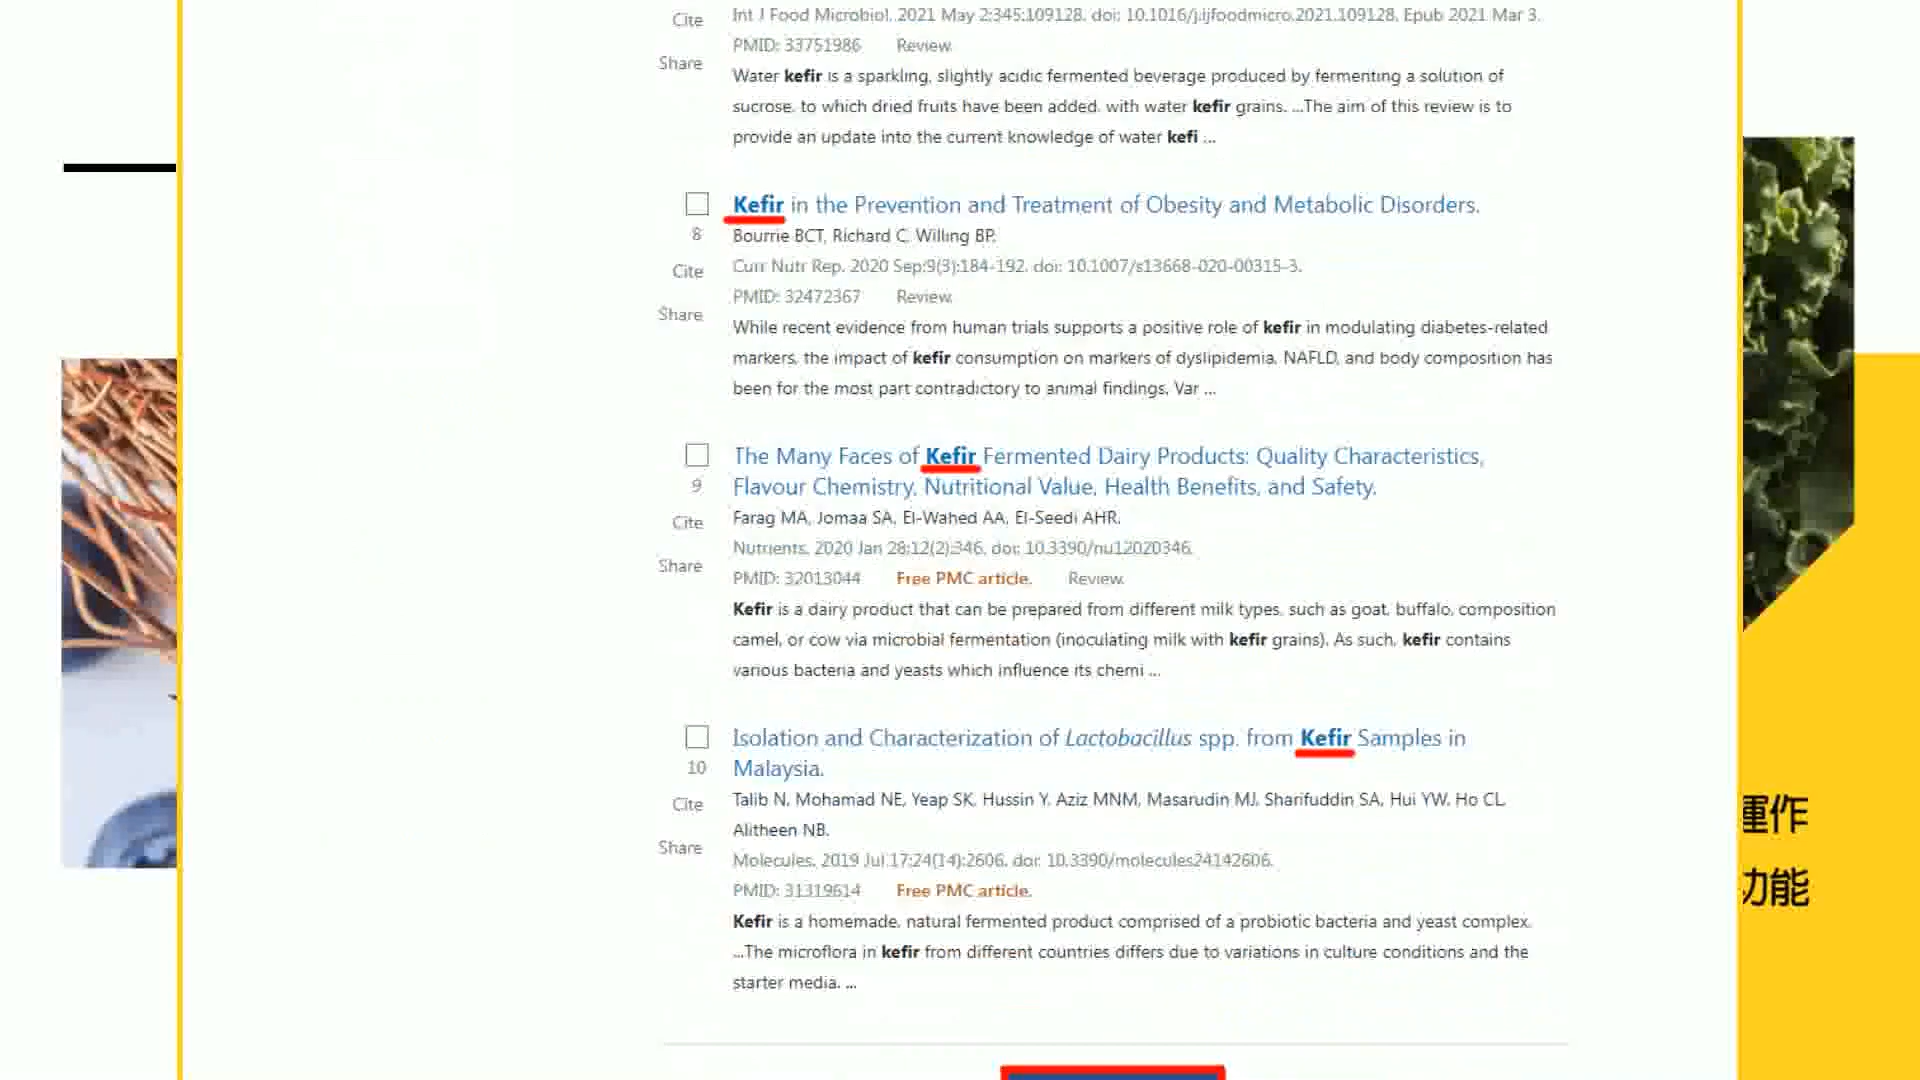 Cite
Int J Food Microbiol. 2021 May 2;345:109128. doi: 10.1016/j.ijfoodmicro.2021.109128. Epub 2021 Mar 3.
PMID: 33751986 Review.
Share
Water kefir is a sparkling, slightly acidic fermented beverage produced by fermenting a solution of
sucrose, to which dried fruits have been added, with water kefir grains. ...The aim of this review is to
provide an update into the current knowledge of water kefi ...
Kefir in the Prevention and Treatment of Obesity and Metabolic Disorders.
8
Bourrie BCT, Richard C, Willing BP.
Cite
Curr Nutr Rep. 2020 Sep;9(3):184-192. doi: 10.1007/s13668-020-00315-3.
PMID: 32472367 Review.
Share
While recent evidence from human trials supports a positive role of kefir in modulating diabetes-related
markers, the impact of kefir consumption on markers of dyslipidemia, NAFLD, and body composition has
been for the most part contradictory to animal findings. Var ...
The Many Faces of Kefir Fermented Dairy Products: Quality Characteristics,
9
Flavour Chemistry, Nutritional Value, Health Benefits, and Safety.
Cite
Farag MA, Jomaa SA, El-Wahed AA, El-Seedi AHR.
Nutrients. 2020 Jan 28;12(2):346. doi: 10.3390/nu12020346.
Share
PMID: 32013044 Free PMC article. Review.
Kefir is a dairy product that can be prepared from different milk types, such as goat, buffalo, composition
camel, or cow via microbial fermentation (inoculating milk with kefir grains). As such, kefir contains
various bacteria and yeasts which influence its chemi ...
Isolation and Characterization of Lactobacillus spp. from Kefir Samples in
10
Malaysia.
Cite
Talib N, Mohamad NE, Yeap SK, Hussin Y, Aziz MNM, Masarudin MJ, Sharifuddin SA, Hui YW, Ho CL,
Alitheen NB.
Share
Molecules. 2019 Jul 17;24(14):2606. doi: 10.3390/molecules24142606.
PMID: 31319614 Free PMC article.
Kefir is a homemade, natural fermented product comprised of a probiotic bacteria and yeast complex.
...The microflora in kefir from different countries differs due to variations in culture conditions and the
starter media. ...
運作
功能